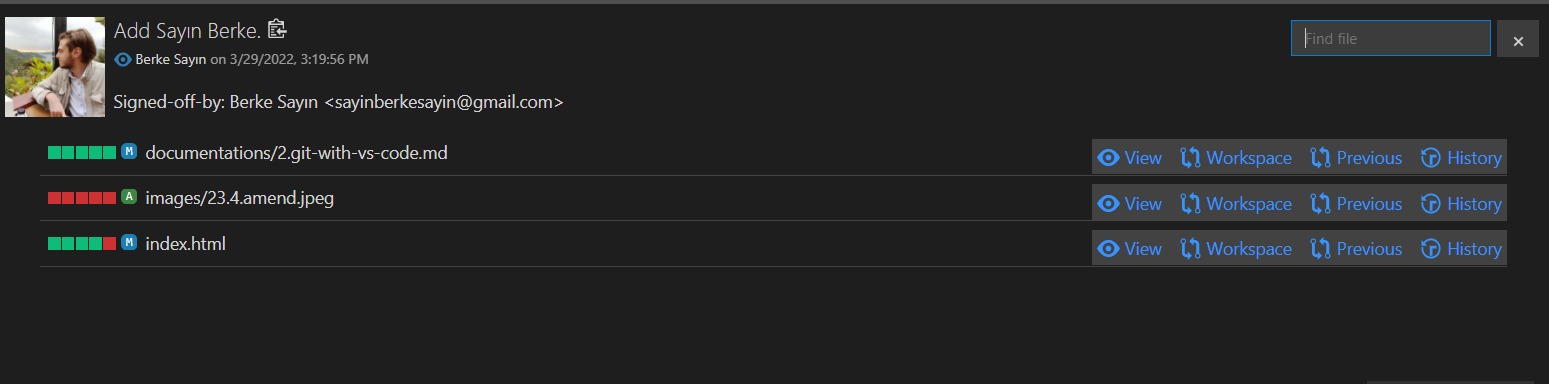 Add Sayın Berke.
Find file
×
Berke Sayın on 3/29/2022, 3:19:56 PM
Signed-off-by: Berke Sayın <sayinberkesayin@gmail.com>
M documentations/2.git-with-vs-code.md View Workspace Previous History
A images/23.4.amend.jpeg View Workspace Previous History
M index.html View Workspace Previous History